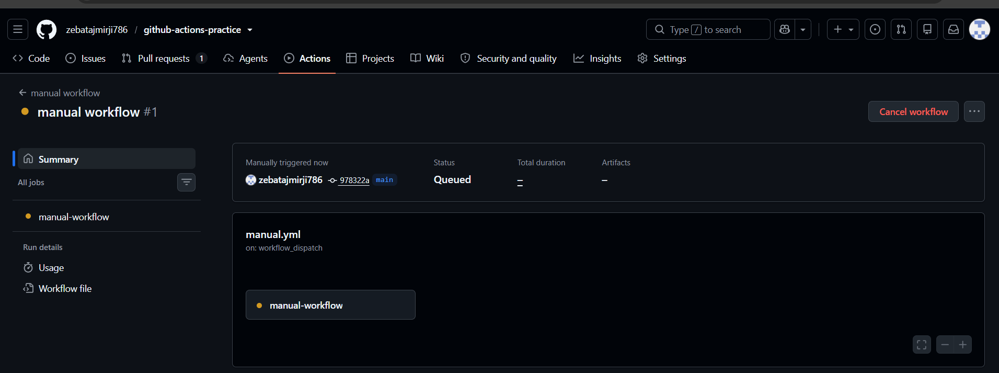 zebatajmirji786 / github-actions-practice
Type / to search
Code Issues Pull requests 1 Agents Actions Projects Wiki Security and quality Insights Settings
manual workflow
manual workflow #1
Cancel workflow
Summary
All jobs
manual-workflow
Run details
Usage
Workflow file
Manually triggered now
zebatajmirji786 978322a main
Status
Queued
Total duration
–
Artifacts
–
manual.yml
on: workflow_dispatch
manual-workflow